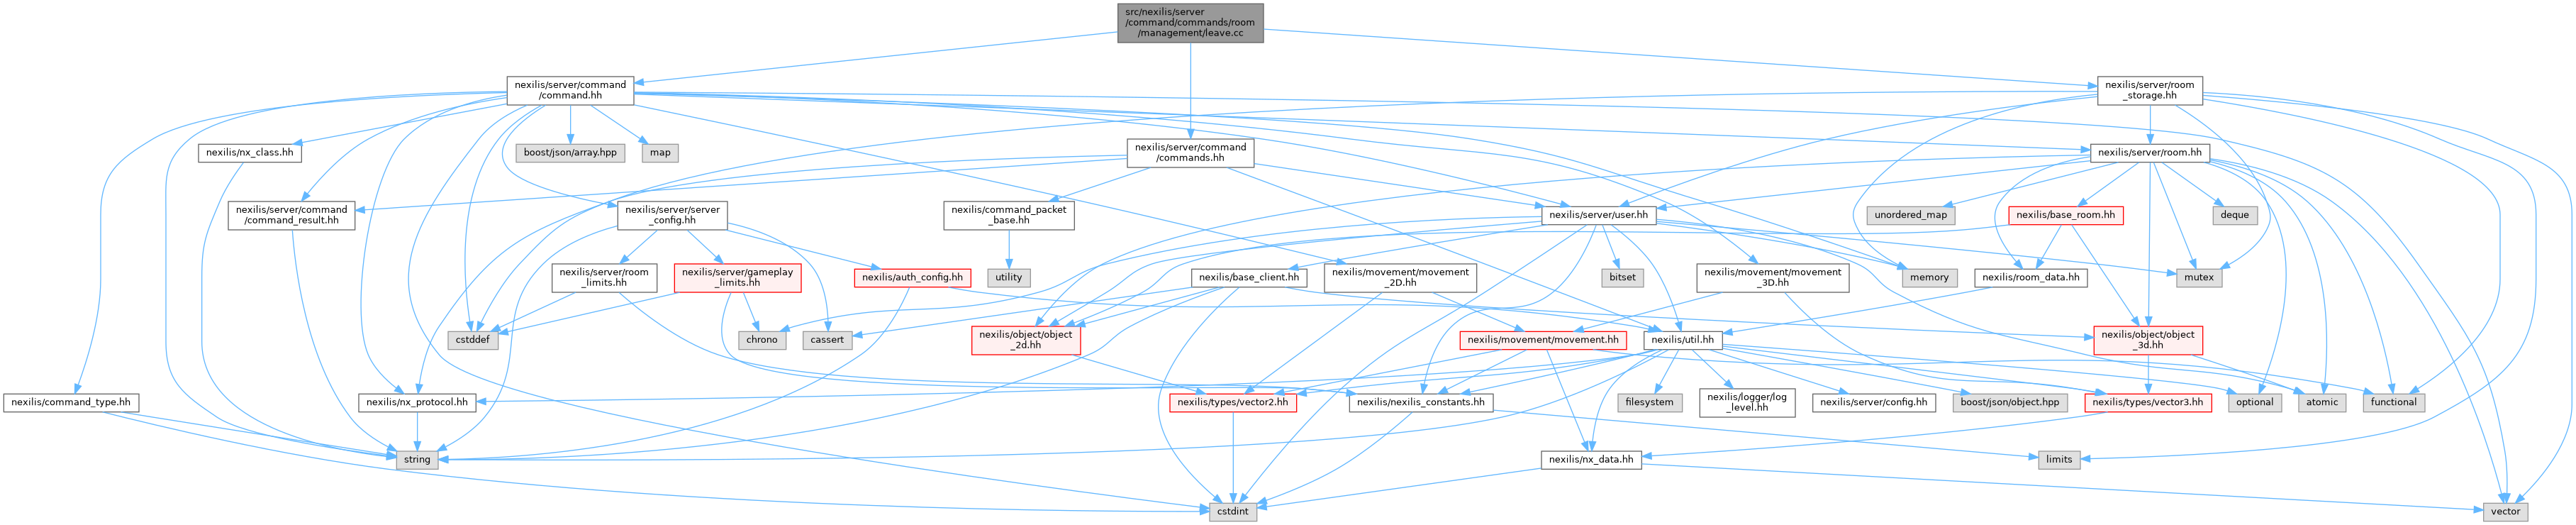 src/nexilis/server
/command/commands/room
/management/leave.cc
nexilis/server/command
/command.hh
nexilis/server/room
_storage.hh
nexilis/nx_class.hh
boost/json/array.hpp
map
nexilis/server/command
/commands.hh
nexilis/server/room.hh
nexilis/server/command
/command_result.hh
nexilis/server/server
_config.hh
nexilis/command_packet
_base.hh
nexilis/server/user.hh
unordered_map
nexilis/base_room.hh
deque
nexilis/server/room
_limits.hh
nexilis/server/gameplay
_limits.hh
nexilis/auth_config.hh
utility
nexilis/base_client.hh
nexilis/movement/movement
_2D.hh
bitset
nexilis/movement/movement
_3D.hh
memory
nexilis/room_data.hh
mutex
cstddef
chrono
cassert
nexilis/object/object
_2d.hh
nexilis/movement/movement.hh
nexilis/util.hh
nexilis/object/object
_3d.hh
nexilis/command_type.hh
nexilis/nx_protocol.hh
nexilis/types/vector2.hh
nexilis/nexilis_constants.hh
filesystem
nexilis/logger/log
_level.hh
nexilis/server/config.hh
boost/json/object.hpp
nexilis/types/vector3.hh
optional
atomic
functional
string
nexilis/nx_data.hh
limits
cstdint
vector